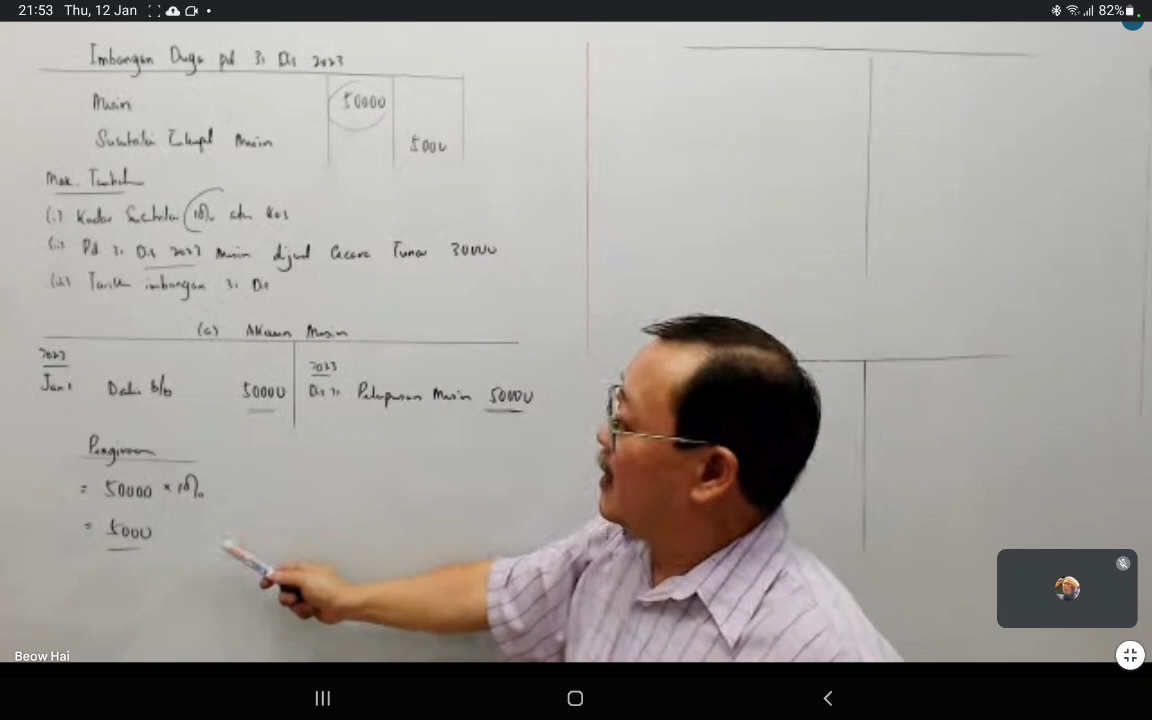 21:53 Thu, 12 Jan
82%
Imbangan Duga pd 31 Dis 2023
Mesin 50000
Susutnilai Tkumpul Mesin 5000
Mak. Tambah
(i) Kadar Susutnilai 10% atas kos
(ii) Pd 31 Dis 2023 Mesin dijual secara Tunai 30000
(iii) Tarikh imbangan 31 Dis
(a) Akaun Mesin
2023 2023
Jan 1 Baki b/b 50000 Dis 31 Pelupusan Mesin 50000
Pengiraan
= 50000 × 10%
= 5000
Beow Hai